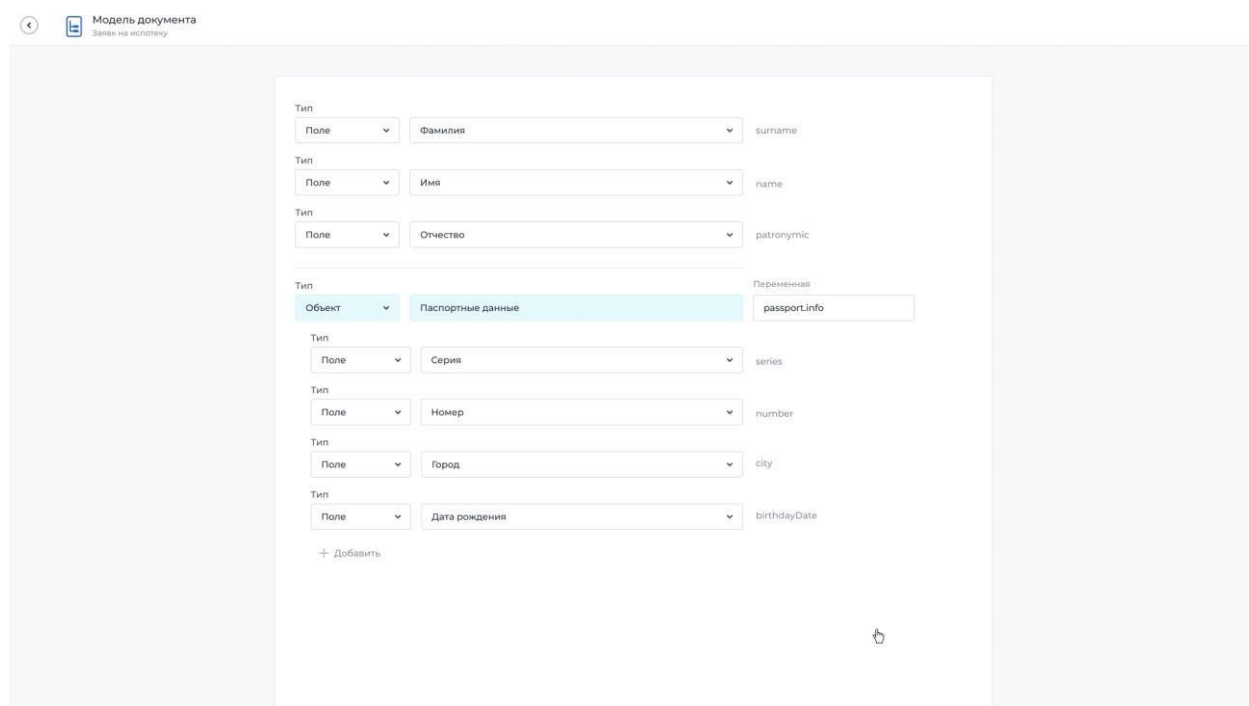 Модель документа
Заявк на испотеку
Тип
Поле Фамилия surname
Тип
Поле Имя name
Тип
Поле Отчество patronymic
Тип Переменная
Объект Паспортные данные passport.info
Тип
Поле Серия series
Тип
Поле Номер number
Тип
Поле Город city
Тип
Поле Дата рождения birthdayDate
+ Добавить